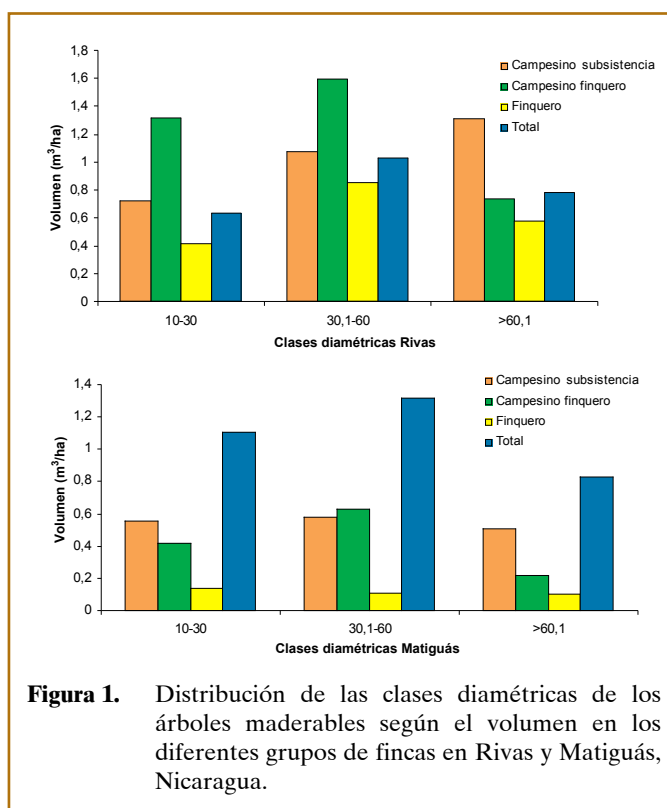 1,8
1,6
1,4
1,2
1
0,8
0,6
0,4
0,2
0
Volumen (m³/ha)
Campesino subsistencia
Campesino finquero
Finquero
Total
10-30 30,1-60 >60,1
Clases diamétricas Rivas
1,4
1,2
1
0,8
0,6
0,4
0,2
0
Volumen (m³/ha)
Campesino subsistencia
Campesino finquero
Finquero
Total
10-30 30,1-60 >60,1
Clases diamétricas Matiguás
Figura 1. Distribución de las clases diamétricas de los
árboles maderables según el volumen en los
diferentes grupos de fincas en Rivas y Matiguás,
Nicaragua.